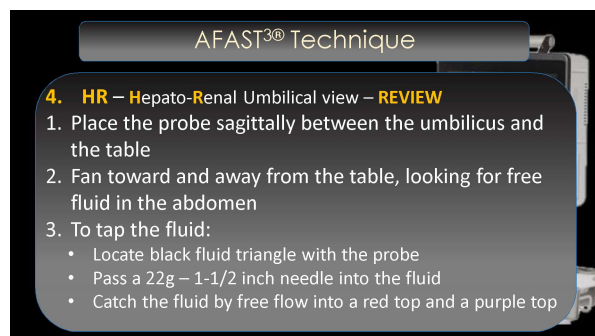 AFAST³® Technique
4. HR – Hepato-Renal Umbilical view – REVIEW
1. Place the probe sagittally between the umbilicus and
the table
2. Fan toward and away from the table, looking for free
fluid in the abdomen
3. To tap the fluid:
• Locate black fluid triangle with the probe
• Pass a 22g – 1-1/2 inch needle into the fluid
• Catch the fluid by free flow into a red top and a purple top